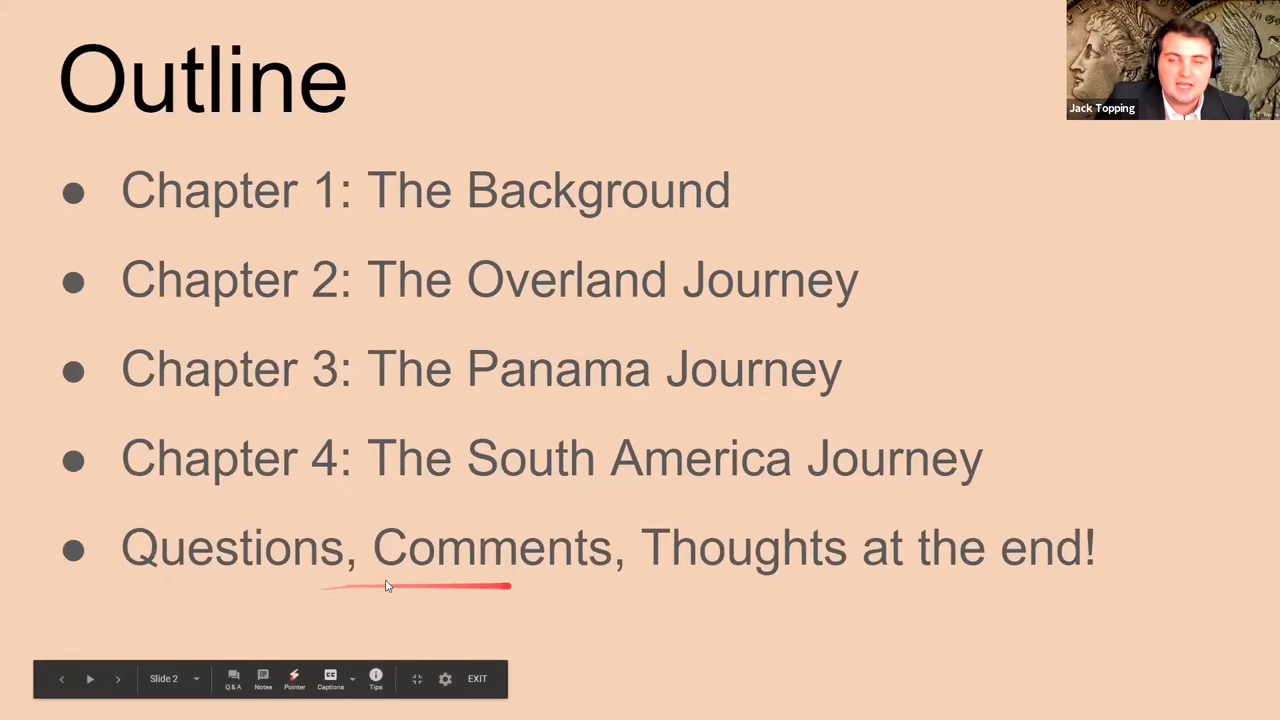 Outline
Jack Topping
● Chapter 1: The Background
● Chapter 2: The Overland Journey
● Chapter 3: The Panama Journey
● Chapter 4: The South America Journey
● Questions, Comments, Thoughts at the end!
Slide 2
Q&A
Notes
Pointer
CC
Captions
Tips
EXIT